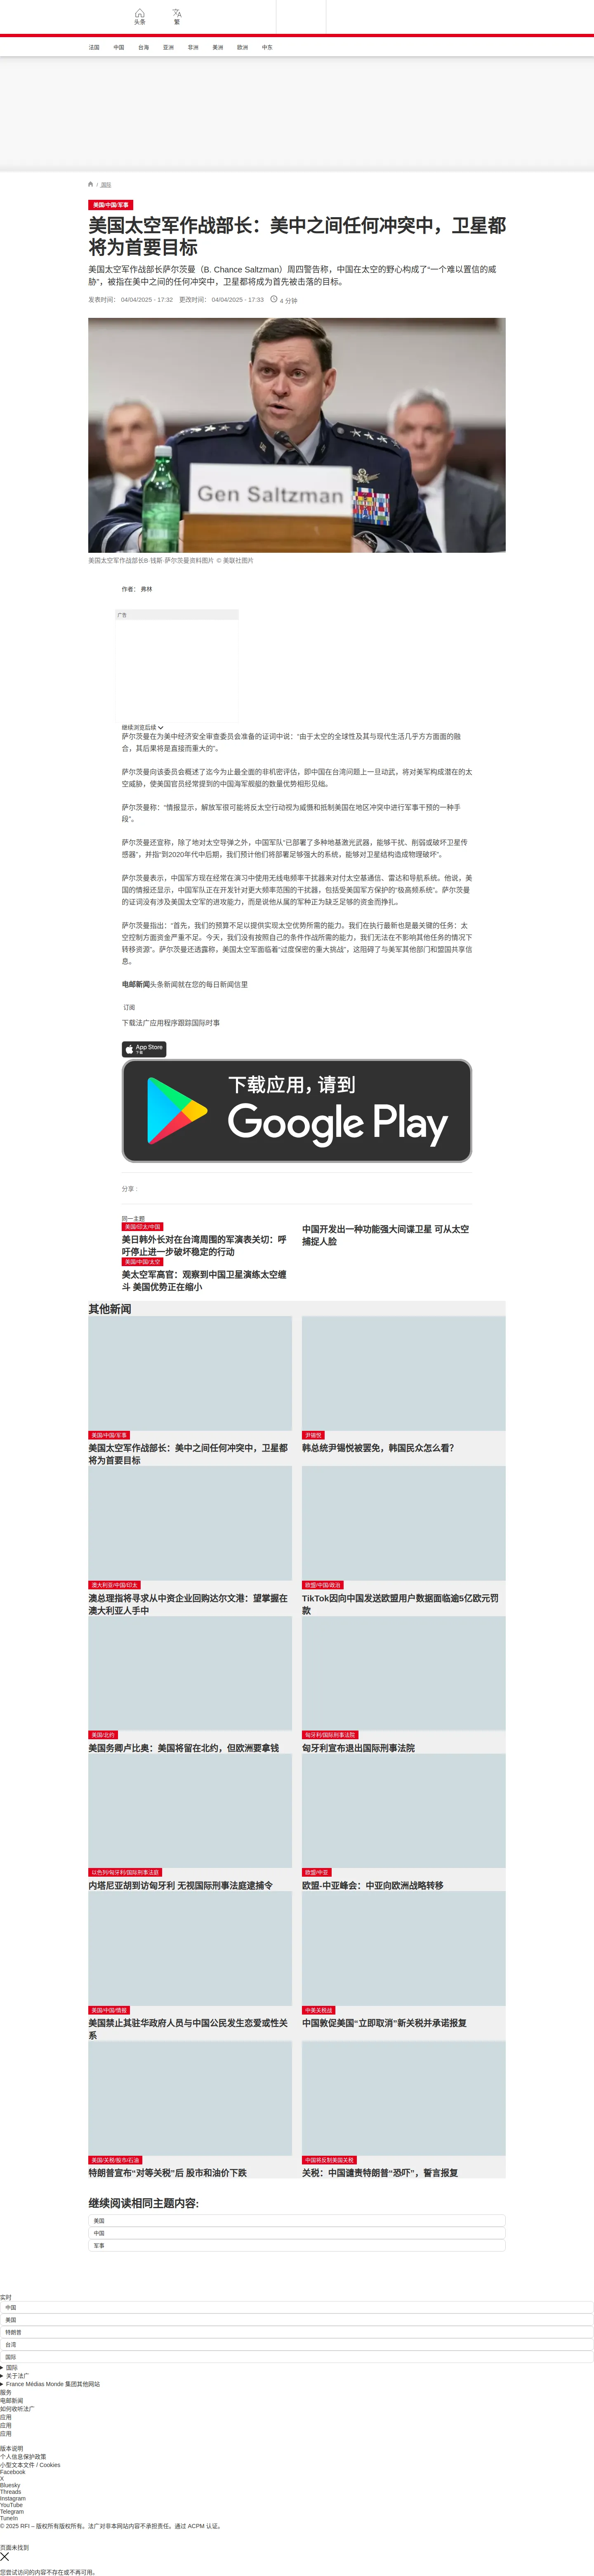 头条
繁
法国 中国 台海 亚洲 非洲 美洲 欧洲 中东
/ 国际
美国/中国/军事
美国太空军作战部长：美中之间任何冲突中，卫星都
将为首要目标
美国太空军作战部长萨尔茨曼（B. Chance Saltzman）周四警告称，中国在太空的野心构成了“一个难以置信的威
胁”，被指在美中之间的任何冲突中，卫星都将成为首先被击落的目标。
发表时间： 04/04/2025 - 17:32 更改时间： 04/04/2025 - 17:33 4 分钟
Gen Saltzman
美国太空军作战部长B·钱斯·萨尔茨曼资料图片 © 美联社图片
作者： 弗林
广告
继续浏览后续
萨尔茨曼在为美中经济安全审查委员会准备的证词中说：“由于太空的全球性及其与现代生活几乎方方面面的融
合，其后果将是直接而重大的”。
萨尔茨曼向该委员会概述了迄今为止最全面的非机密评估，即中国在台湾问题上一旦动武，将对美军构成潜在的太
空威胁，使美国官员经常提到的中国海军舰艇的数量优势相形见绌。
萨尔茨曼称：“情报显示，解放军很可能将反太空行动视为威慑和抵制美国在地区冲突中进行军事干预的一种手
段”。
萨尔茨曼还宣称，除了地对太空导弹之外，中国军队“已部署了多种地基激光武器，能够干扰、削弱或破坏卫星传
感器”，并指“到2020年代中后期，我们预计他们将部署足够强大的系统，能够对卫星结构造成物理破坏”。
萨尔茨曼表示，中国军方现在经常在演习中使用无线电频率干扰器来对付太空基通信、雷达和导航系统。他说，美
国的情报还显示，中国军队正在开发针对更大频率范围的干扰器，包括受美国军方保护的“极高频系统”。萨尔茨曼
的证词没有涉及美国太空军的进攻能力，而是说他从属的军种正为缺乏足够的资金而挣扎。
萨尔茨曼指出：“首先，我们的预算不足以提供实现太空优势所需的能力。我们在执行最新也是最关键的任务：太
空控制方面资金严重不足。今天，我们没有按照自己的条件作战所需的能力，我们无法在不影响其他任务的情况下
转移资源”。萨尔茨曼还透露称，美国太空军面临着“过度保密的重大挑战”，这阻碍了与美军其他部门和盟国共享信
息。
电邮新闻头条新闻就在您的每日新闻信里
订阅
下载法广应用程序跟踪国际时事
App Store
下载
下载应用，请到
Google Play
分享 :
同一主题
美国/印太/中国
美日韩外长对在台湾周围的军演表关切：呼
吁停止进一步破坏稳定的行动
中国开发出一种功能强大间谍卫星 可从太空
捕捉人脸
美国/中国/太空
美太空军高官：观察到中国卫星演练太空缠
斗 美国优势正在缩小
其他新闻
美国/中国/军事
美国太空军作战部长：美中之间任何冲突中，卫星都
将为首要目标
尹锡悦
韩总统尹锡悦被罢免，韩国民众怎么看？
澳大利亚/中国/印太
澳总理指将寻求从中资企业回购达尔文港：望掌握在
澳大利亚人手中
欧盟/中国/政治
TikTok因向中国发送欧盟用户数据面临逾5亿欧元罚
款
美国/北约
美国务卿卢比奥：美国将留在北约，但欧洲要拿钱
匈牙利/国际刑事法院
匈牙利宣布退出国际刑事法院
以色列/匈牙利/国际刑事法庭
内塔尼亚胡到访匈牙利 无视国际刑事法庭逮捕令
欧盟/中亚
欧盟-中亚峰会：中亚向欧洲战略转移
美国/中国/情报
美国禁止其驻华政府人员与中国公民发生恋爱或性关
系
中美关税战
中国敦促美国“立即取消”新关税并承诺报复
美国/关税/股市/石油
特朗普宣布“对等关税”后 股市和油价下跌
中国将反制美国关税
关税：中国谴责特朗普“恐吓”，誓言报复
继续阅读相同主题内容:
美国
中国
军事
实时
中国
美国
特朗普
台湾
国际
国际
关于法广
France Médias Monde 集团其他网站
服务
电邮新闻
如何收听法广
应用
应用
应用
版本说明
个人信息保护政策
小型文本文件 / Cookies
Facebook
X
Bluesky
Threads
Instagram
YouTube
Telegram
TuneIn
© 2025 RFI – 版权所有版权所有。法广对非本网站内容不承担责任。通过 ACPM 认证。
页面未找到
您尝试访问的内容不存在或不再可用。